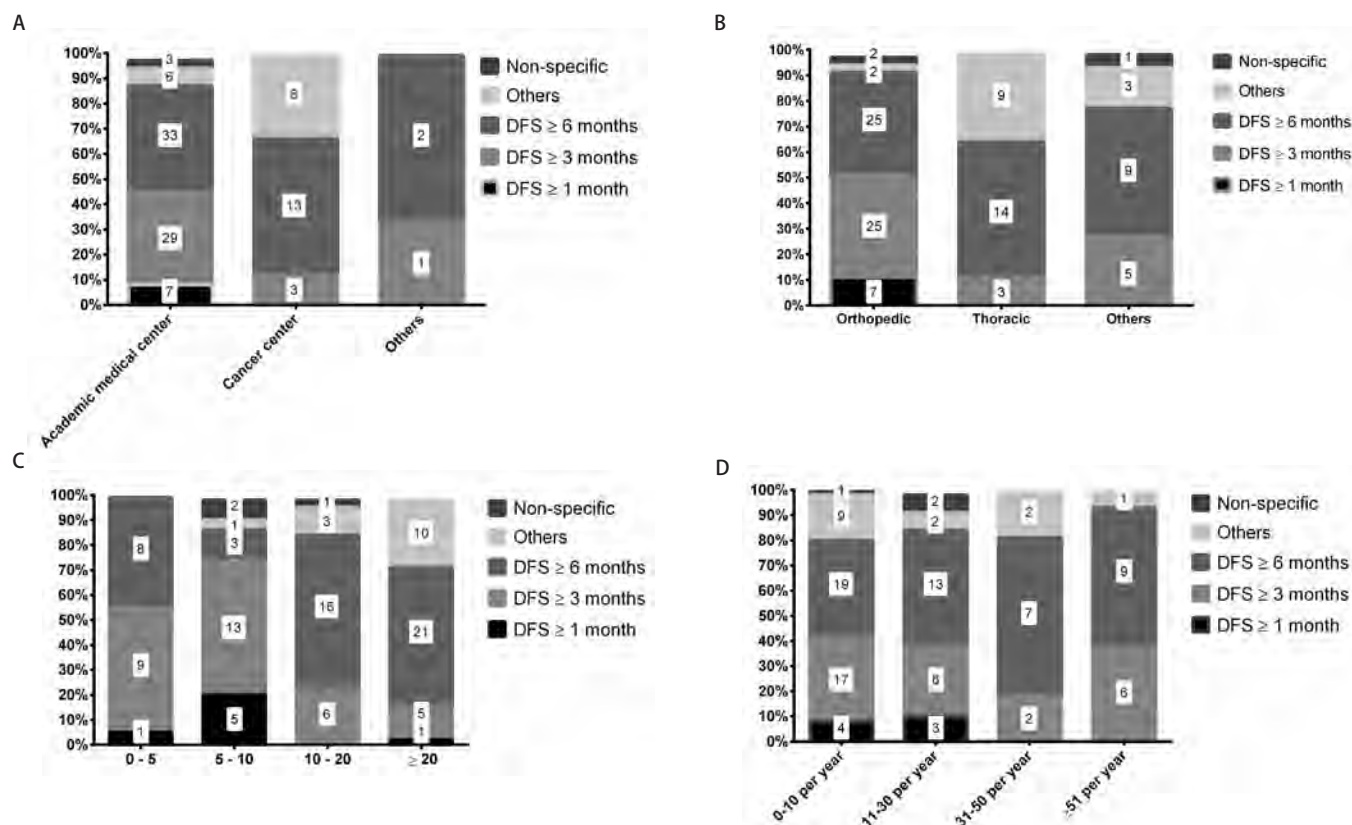 A
100%
90%
80%
70%
60%
50%
40%
30%
20%
10%
0%
3
6
33
29
7
8
13
3
2
1
Academic medical center
Cancer center
Others
Non-specific
Others
DFS ≥ 6 months
DFS ≥ 3 months
DFS ≥ 1 month
B
100%
90%
80%
70%
60%
50%
40%
30%
20%
10%
0%
2
2
25
25
7
9
14
3
1
3
9
5
Orthopedic
Thoracic
Others
Non-specific
Others
DFS ≥ 6 months
DFS ≥ 3 months
DFS ≥ 1 month
C
100%
90%
80%
70%
60%
50%
40%
30%
20%
10%
0%
8
9
1
2
1
3
13
5
1
3
16
6
10
21
5
1
0 - 5
5 - 10
10 - 20
≥ 20
Non-specific
Others
DFS ≥ 6 months
DFS ≥ 3 months
DFS ≥ 1 month
D
100%
90%
80%
70%
60%
50%
40%
30%
20%
10%
0%
1
9
19
17
4
2
2
13
8
3
2
7
2
1
9
6
0-10 per year
11-30 per year
31-50 per year
≥51 per year
Non-specific
Others
DFS ≥ 6 months
DFS ≥ 3 months
DFS ≥ 1 month